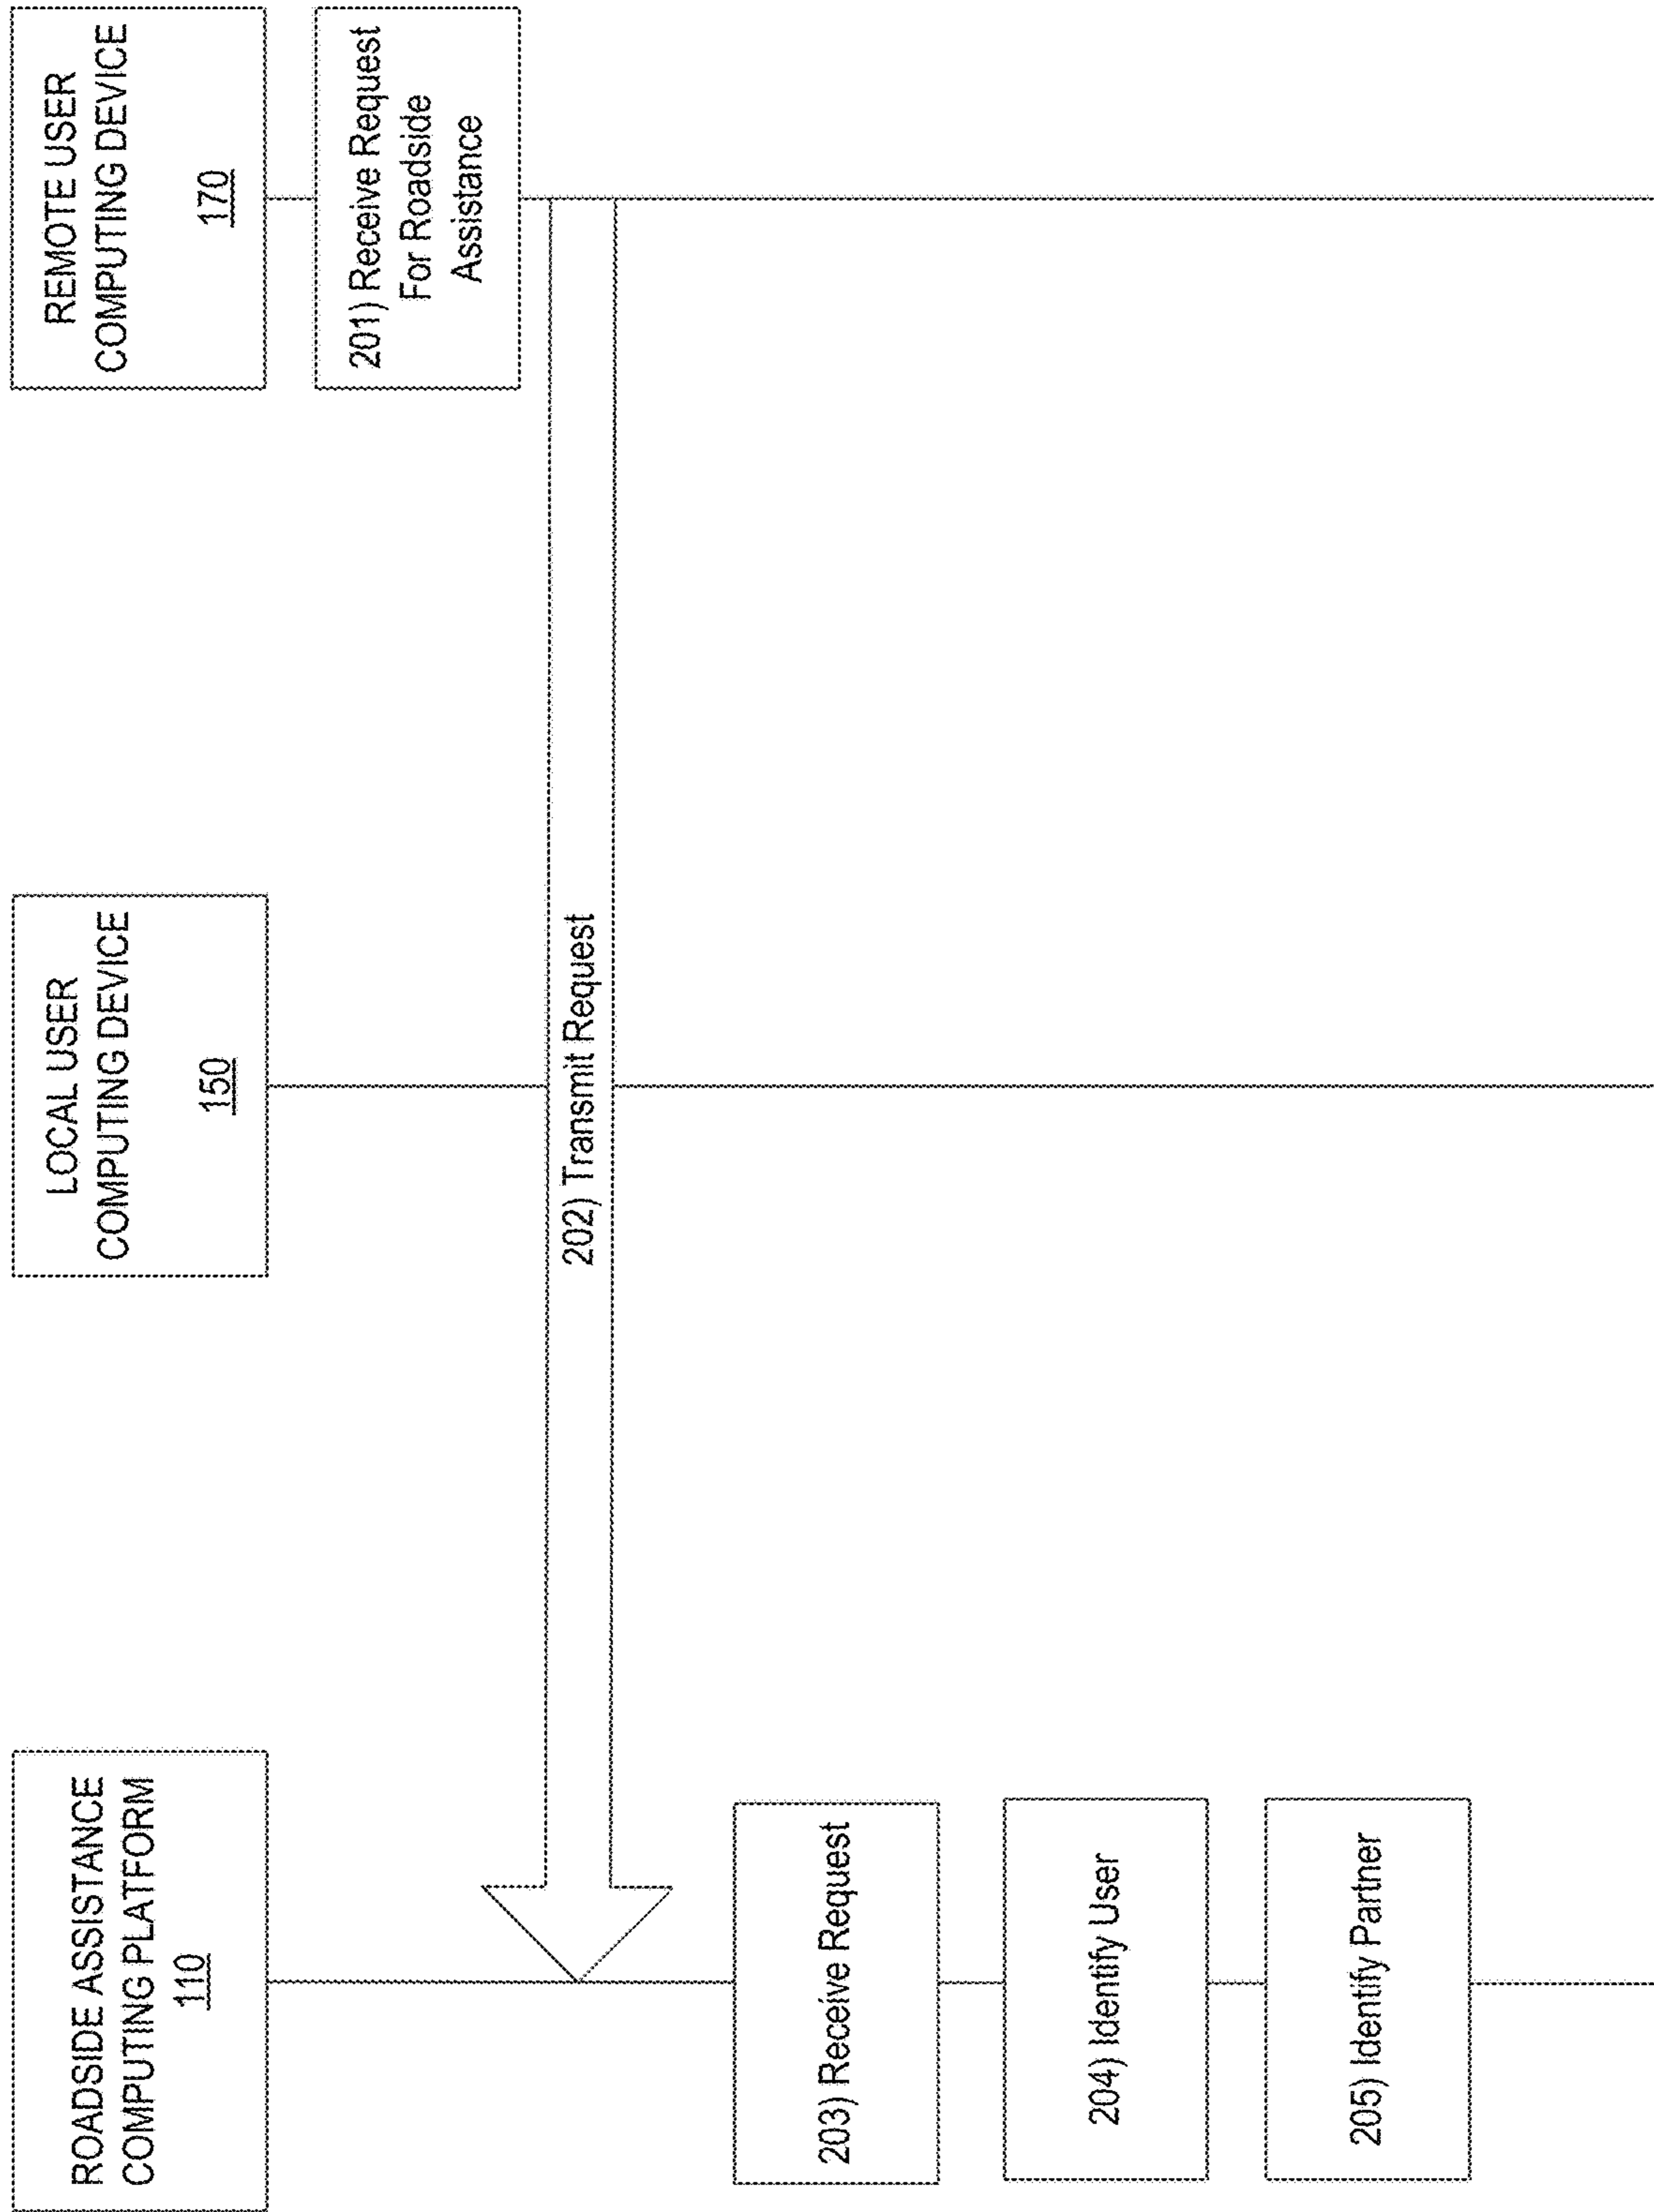 ROADSIDE ASSISTANCE
COMPUTING PLATFORM
110
LOCAL USER
COMPUTING DEVICE
150
REMOTE USER
COMPUTING DEVICE
170
201) Receive Request
For Roadside
Assistance
202) Transmit Request
203) Receive Request
204) Identify User
205) Identify Partner